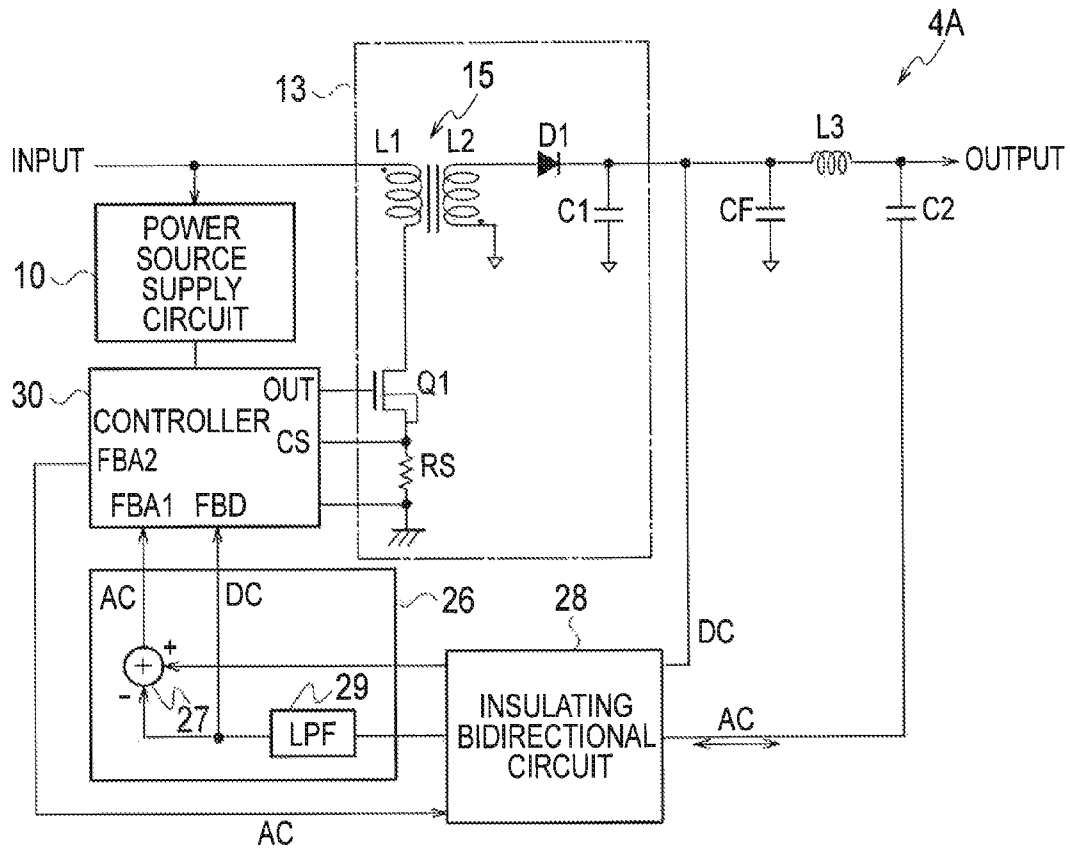 4A
13
15
L1
L2
D1
L3
INPUT
OUTPUT
C1
CF
C2
POWER
SOURCE
SUPPLY
CIRCUIT
10
30
OUT
Q1
CONTROLLER
CS
FBA2
RS
FBA1 FBD
AC
DC
26
28
DC
+
+
-
27
29
LPF
INSULATING
BIDIRECTIONAL
CIRCUIT
AC
AC